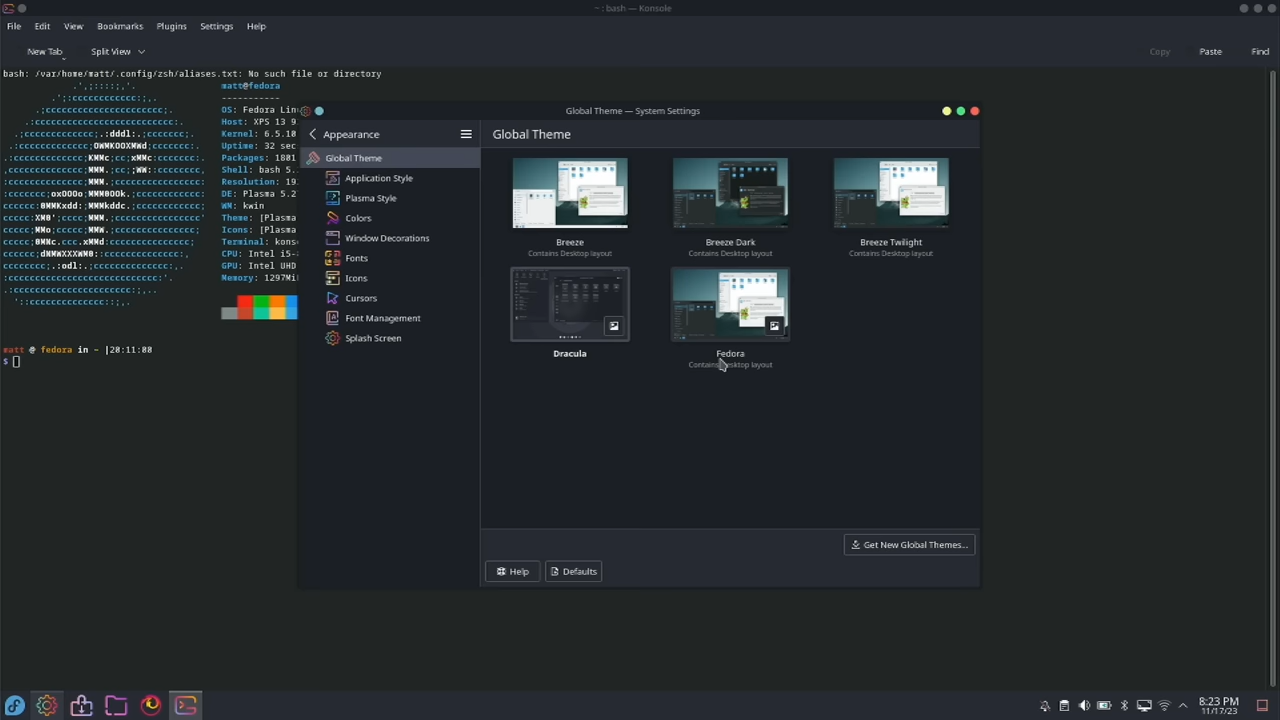 ~ : bash — Konsole
File Edit View Bookmarks Plugins Settings Help
New Tab Split View Copy Paste Find
bash: /var/home/matt/.config/zsh/aliases.txt: No such file or directory
matt@fedora
-----------
OS: Fedora Lin
Host: XPS 13 9
Kernel: 6.5.10
Uptime: 32 sec
Packages: 1801
Shell: bash 5.
Resolution: 19
DE: Plasma 5.2
WM: kwin
Theme: [Plasma
Icons: [Plasma
Terminal: kons
CPU: Intel i5-
GPU: Intel UHD
Memory: 1297Mi
matt @ fedora in ~ |20:11:00
$
Global Theme — System Settings
Appearance
Global Theme
Application Style
Plasma Style
Colors
Window Decorations
Fonts
Icons
Cursors
Font Management
Splash Screen
Global Theme
Breeze
Contains Desktop layout
Breeze Dark
Contains Desktop layout
Breeze Twilight
Contains Desktop layout
Dracula
Fedora
Contains Desktop layout
Get New Global Themes...
Help Defaults
8:23 PM
11/17/23